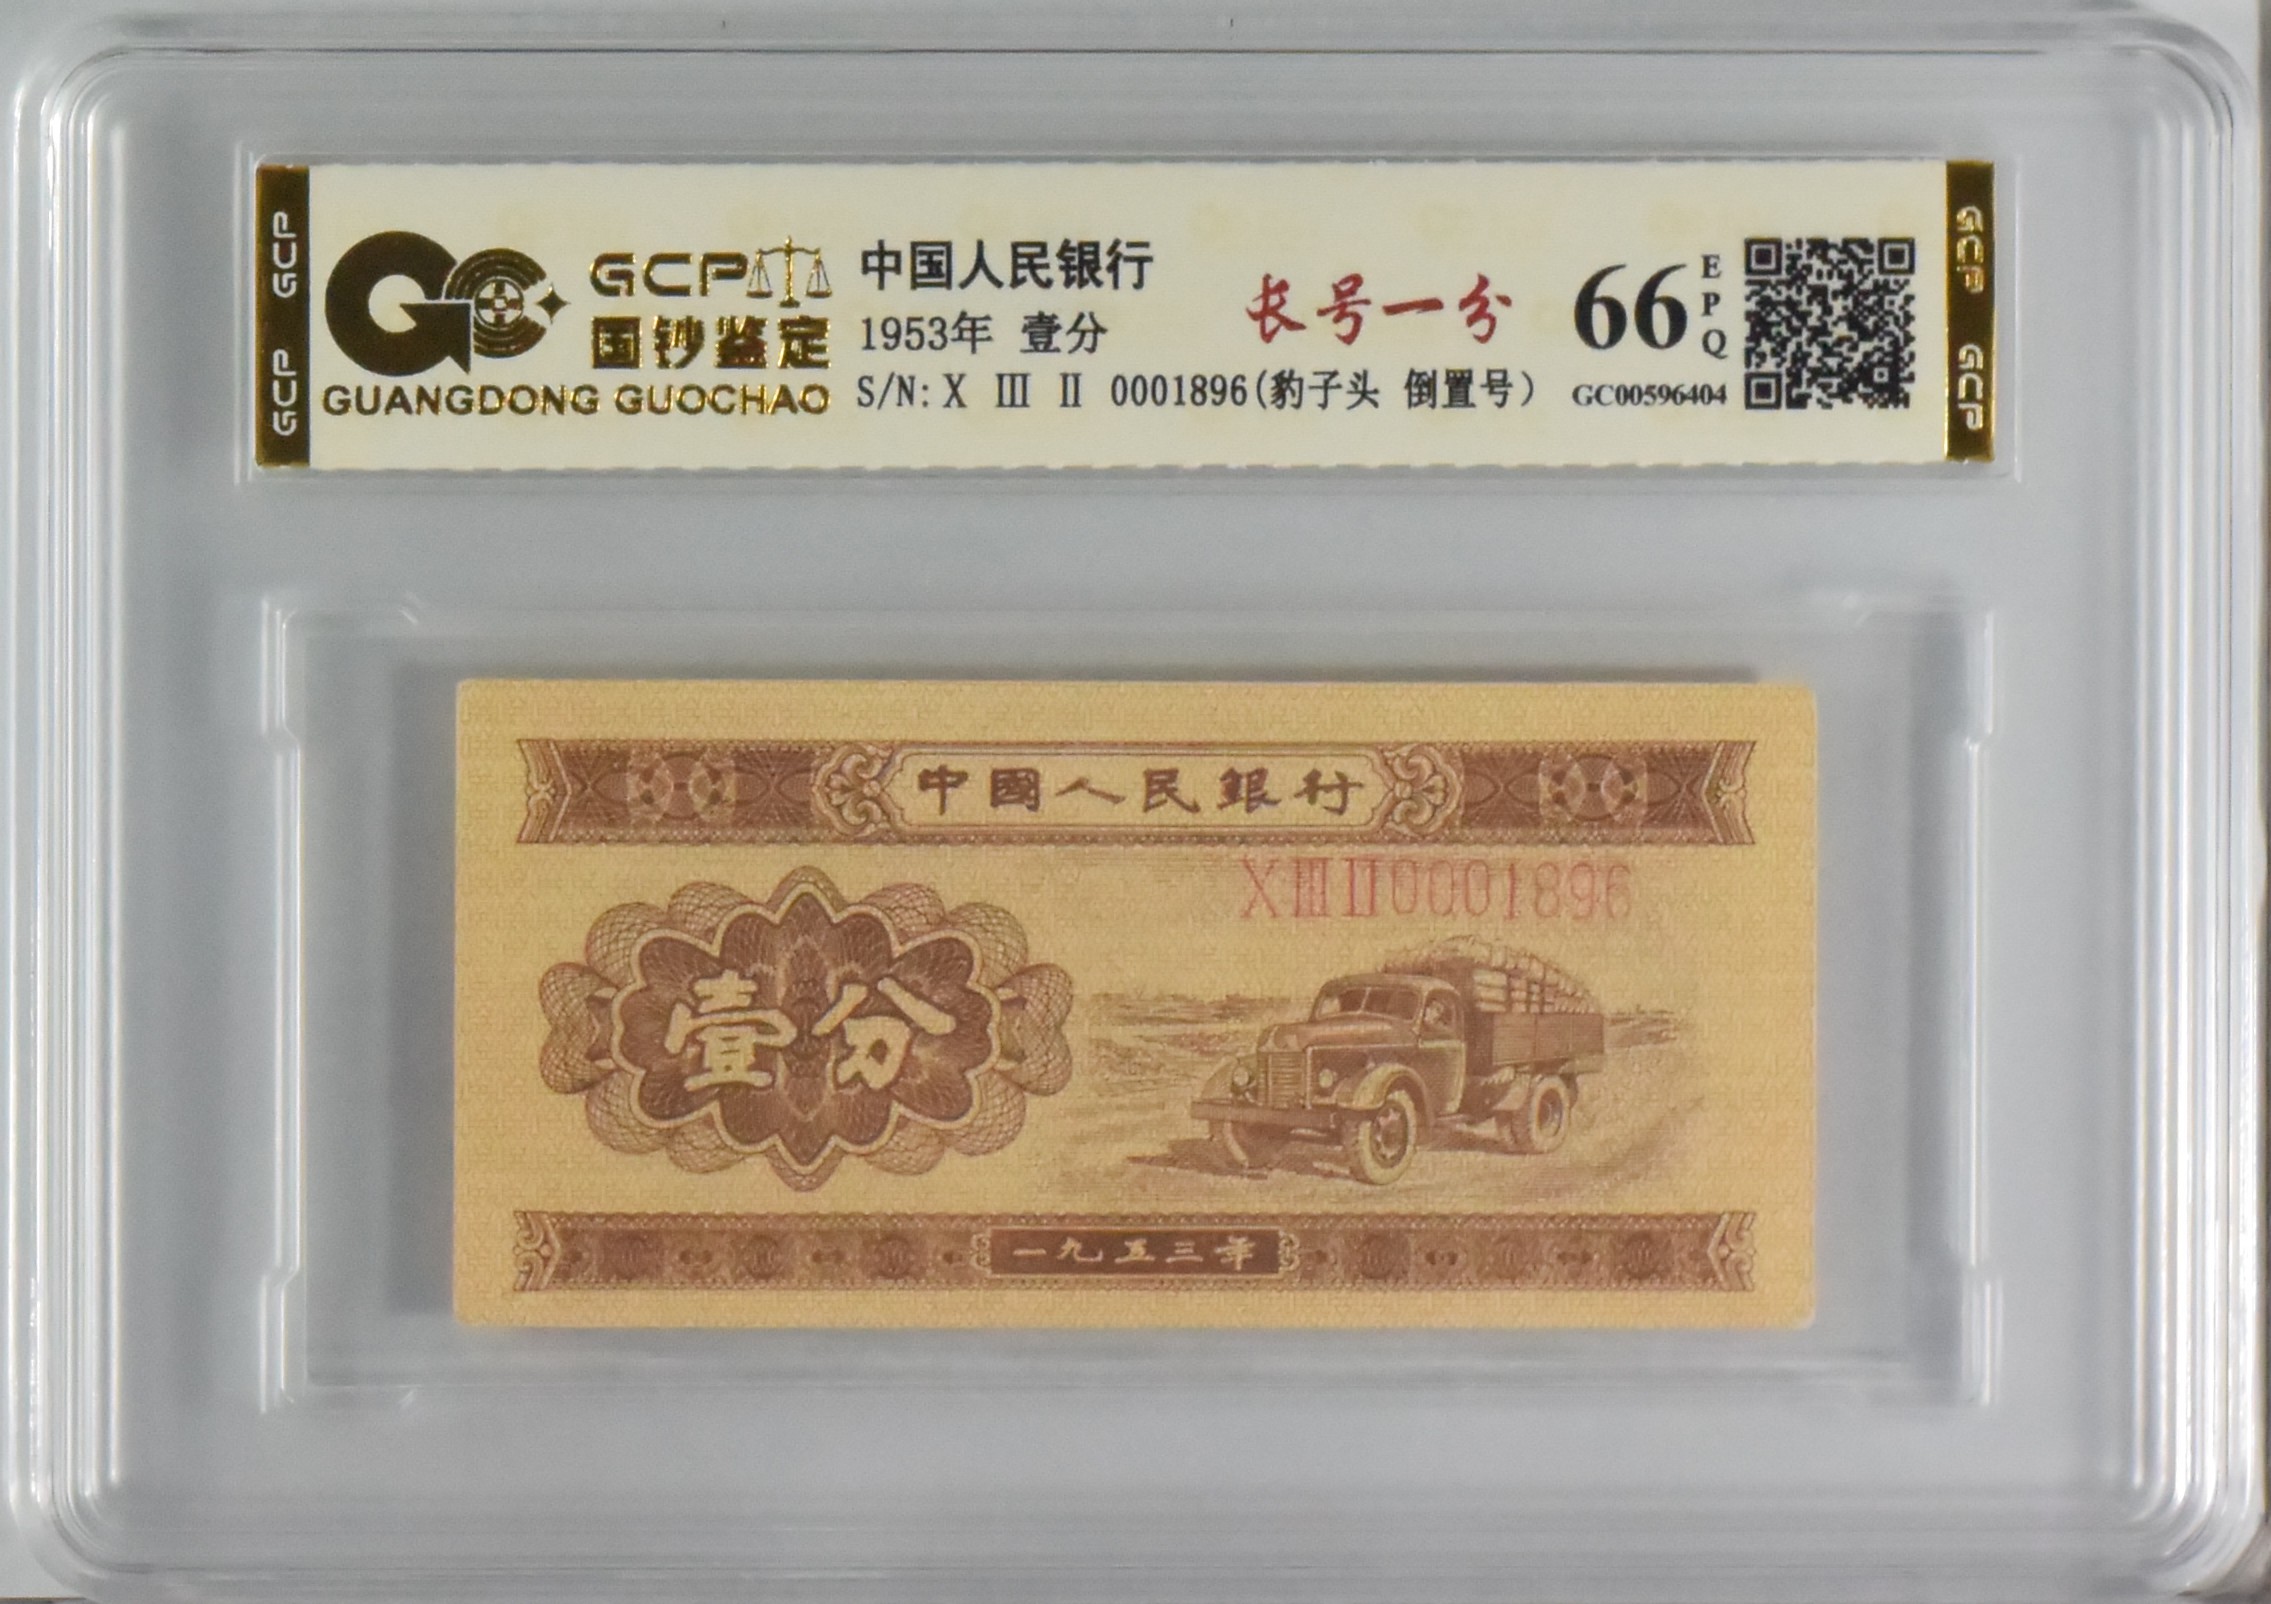 GCP GCP
GCP
国钞鉴定
GUANGDONG GUOCHAO
中国人民银行
1953年 壹分
S/N: X Ⅲ Ⅱ 0001896(豹子头 倒置号)
长号一分
66
EPQ
GC00596404
GCP GCP
中國人民銀行
XⅢⅡ0001896
壹分
一九五三年